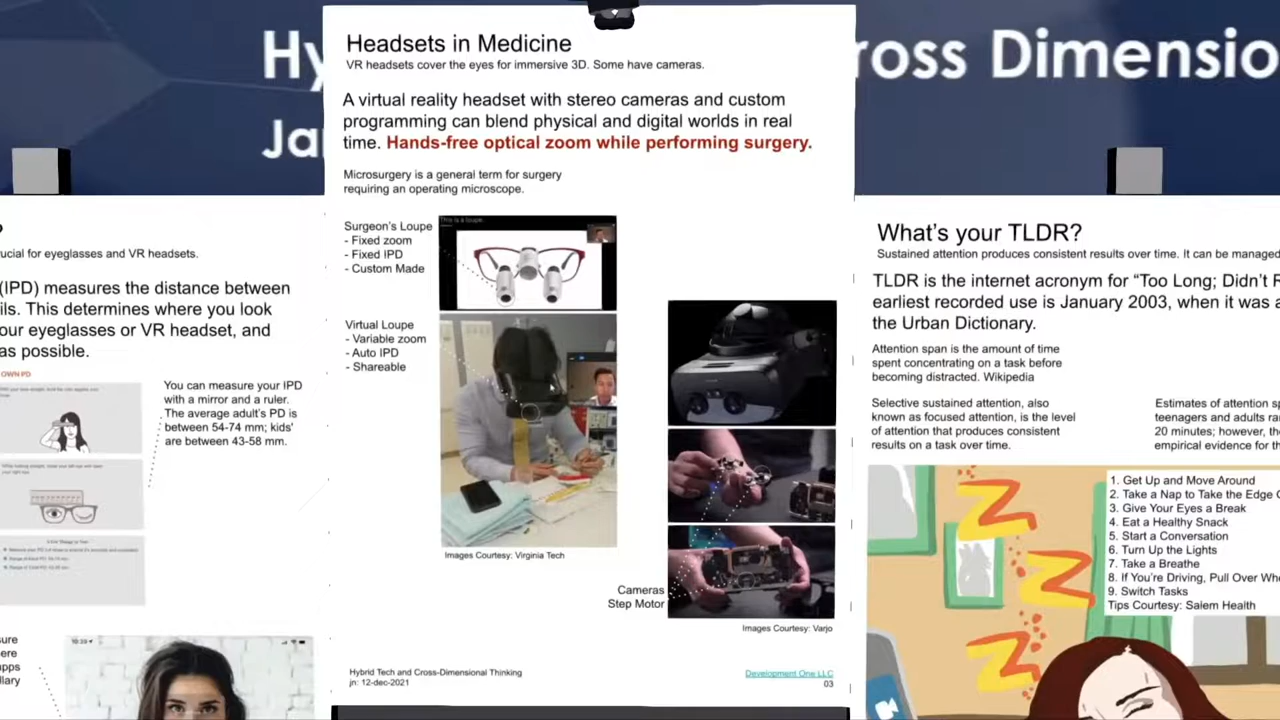 Hy
ross Dimensio
Ja
Headsets in Medicine
VR headsets cover the eyes for immersive 3D. Some have cameras.
A virtual reality headset with stereo cameras and custom
programming can blend physical and digital worlds in real
time. Hands-free optical zoom while performing surgery.
Microsurgery is a general term for surgery
requiring an operating microscope.
Surgeon's Loupe
- Fixed zoom
- Fixed IPD
- Custom Made
This is a loupe.
Virtual Loupe
- Variable zoom
- Auto IPD
- Shareable
Images Courtesy: Virginia Tech
Cameras
Step Motor
Images Courtesy: Varjo
Hybrid Tech and Cross-Dimensional Thinking
jn: 12-dec-2021
Development One LLC
03
ucial for eyeglasses and VR headsets.
(IPD) measures the distance between
ils. This determines where you look
our eyeglasses or VR headset, and
as possible.
OWN PD
You can measure your IPD
with a mirror and a ruler.
The average adult's PD is
between 54-74 mm; kids'
are between 43-58 mm.
sure
ere
apps
llary
10:29
What's your TLDR?
Sustained attention produces consistent results over time. It can be managed
TLDR is the internet acronym for “Too Long; Didn't R
earliest recorded use is January 2003, when it was a
the Urban Dictionary.
Attention span is the amount of time
spent concentrating on a task before
becoming distracted. Wikipedia
Selective sustained attention, also
known as focused attention, is the level
of attention that produces consistent
results on a task over time.
Estimates of attention sp
teenagers and adults ra
20 minutes; however, the
empirical evidence for th
1. Get Up and Move Around
2. Take a Nap to Take the Edge O
3. Give Your Eyes a Break
4. Eat a Healthy Snack
5. Start a Conversation
6. Turn Up the Lights
7. Take a Breathe
8. If You're Driving, Pull Over Whe
9. Switch Tasks
Tips Courtesy: Salem Health